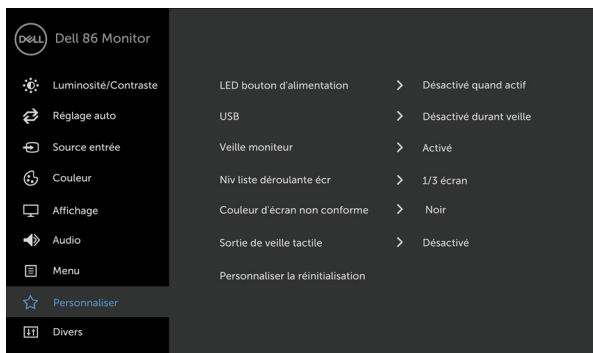 DELL Dell 86 Monitor
Luminosité/Contraste
Réglage auto
Source entrée
Couleur
Affichage
Audio
Menu
Personnaliser
Divers
LED bouton d'alimentation > Désactivé quand actif
USB > Désactivé durant veille
Veille moniteur > Activé
Niv liste déroulante écr > 1/3 écran
Couleur d'écran non conforme > Noir
Sortie de veille tactile > Désactivé
Personnaliser la réinitialisation